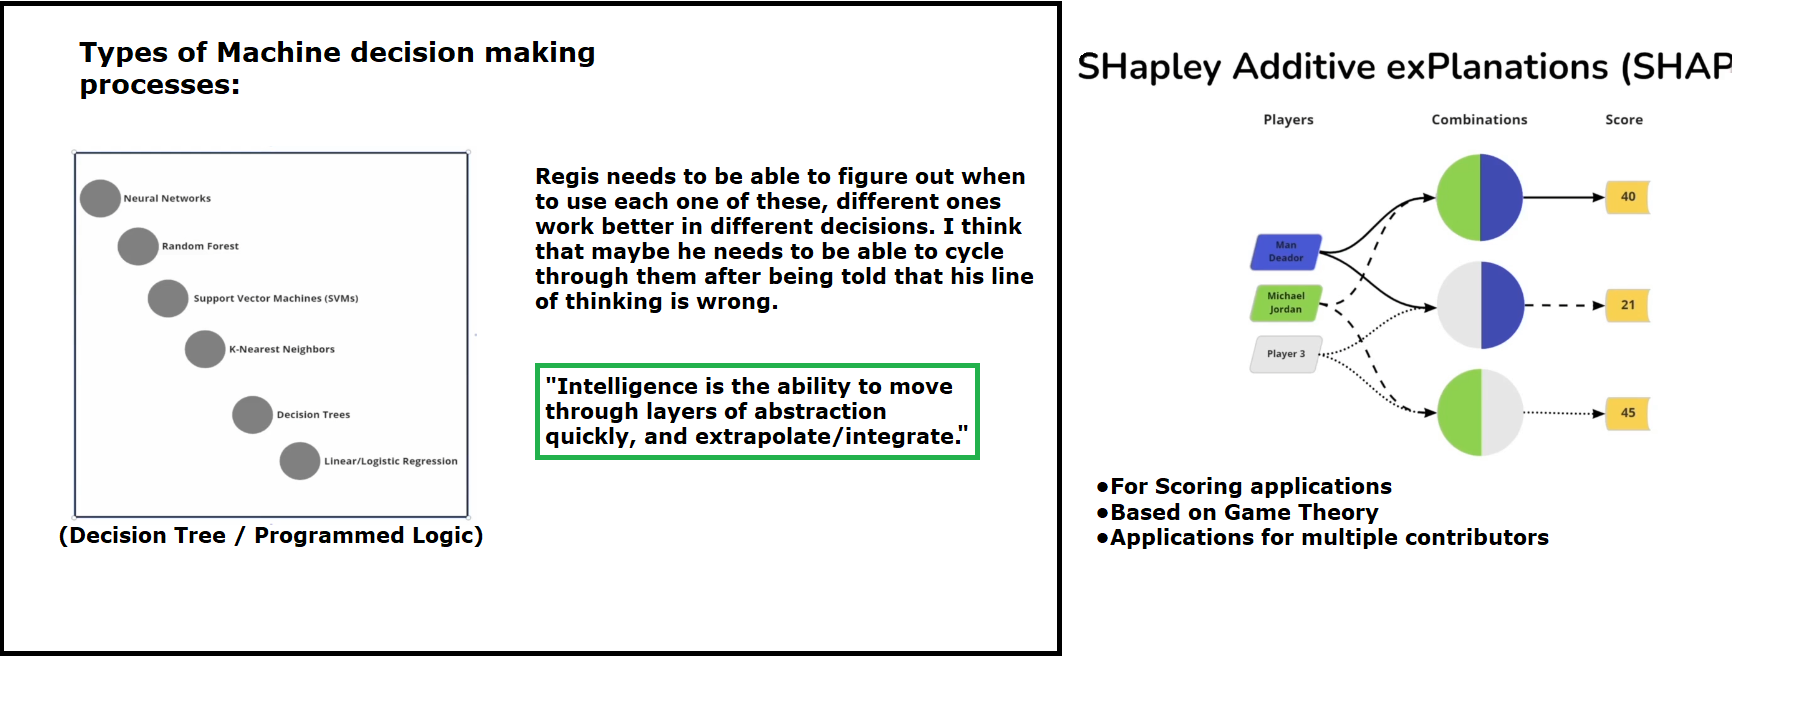 Types of Machine decision making
processes:
Neural Networks
Random Forest
Support Vector Machines (SVMs)
K-Nearest Neighbors
Decision Trees
Linear/Logistic Regression
(Decision Tree / Programmed Logic)
Regis needs to be able to figure out when
to use each one of these, different ones
work better in different decisions. I think
that maybe he needs to be able to cycle
through them after being told that his line
of thinking is wrong.
"Intelligence is the ability to move
through layers of abstraction
quickly, and extrapolate/integrate."
SHapley Additive exPlanations (SHAP
Players
Combinations
Score
Man
Deador
Michael
Jordan
Player 3
40
21
45
●For Scoring applications
●Based on Game Theory
●Applications for multiple contributors